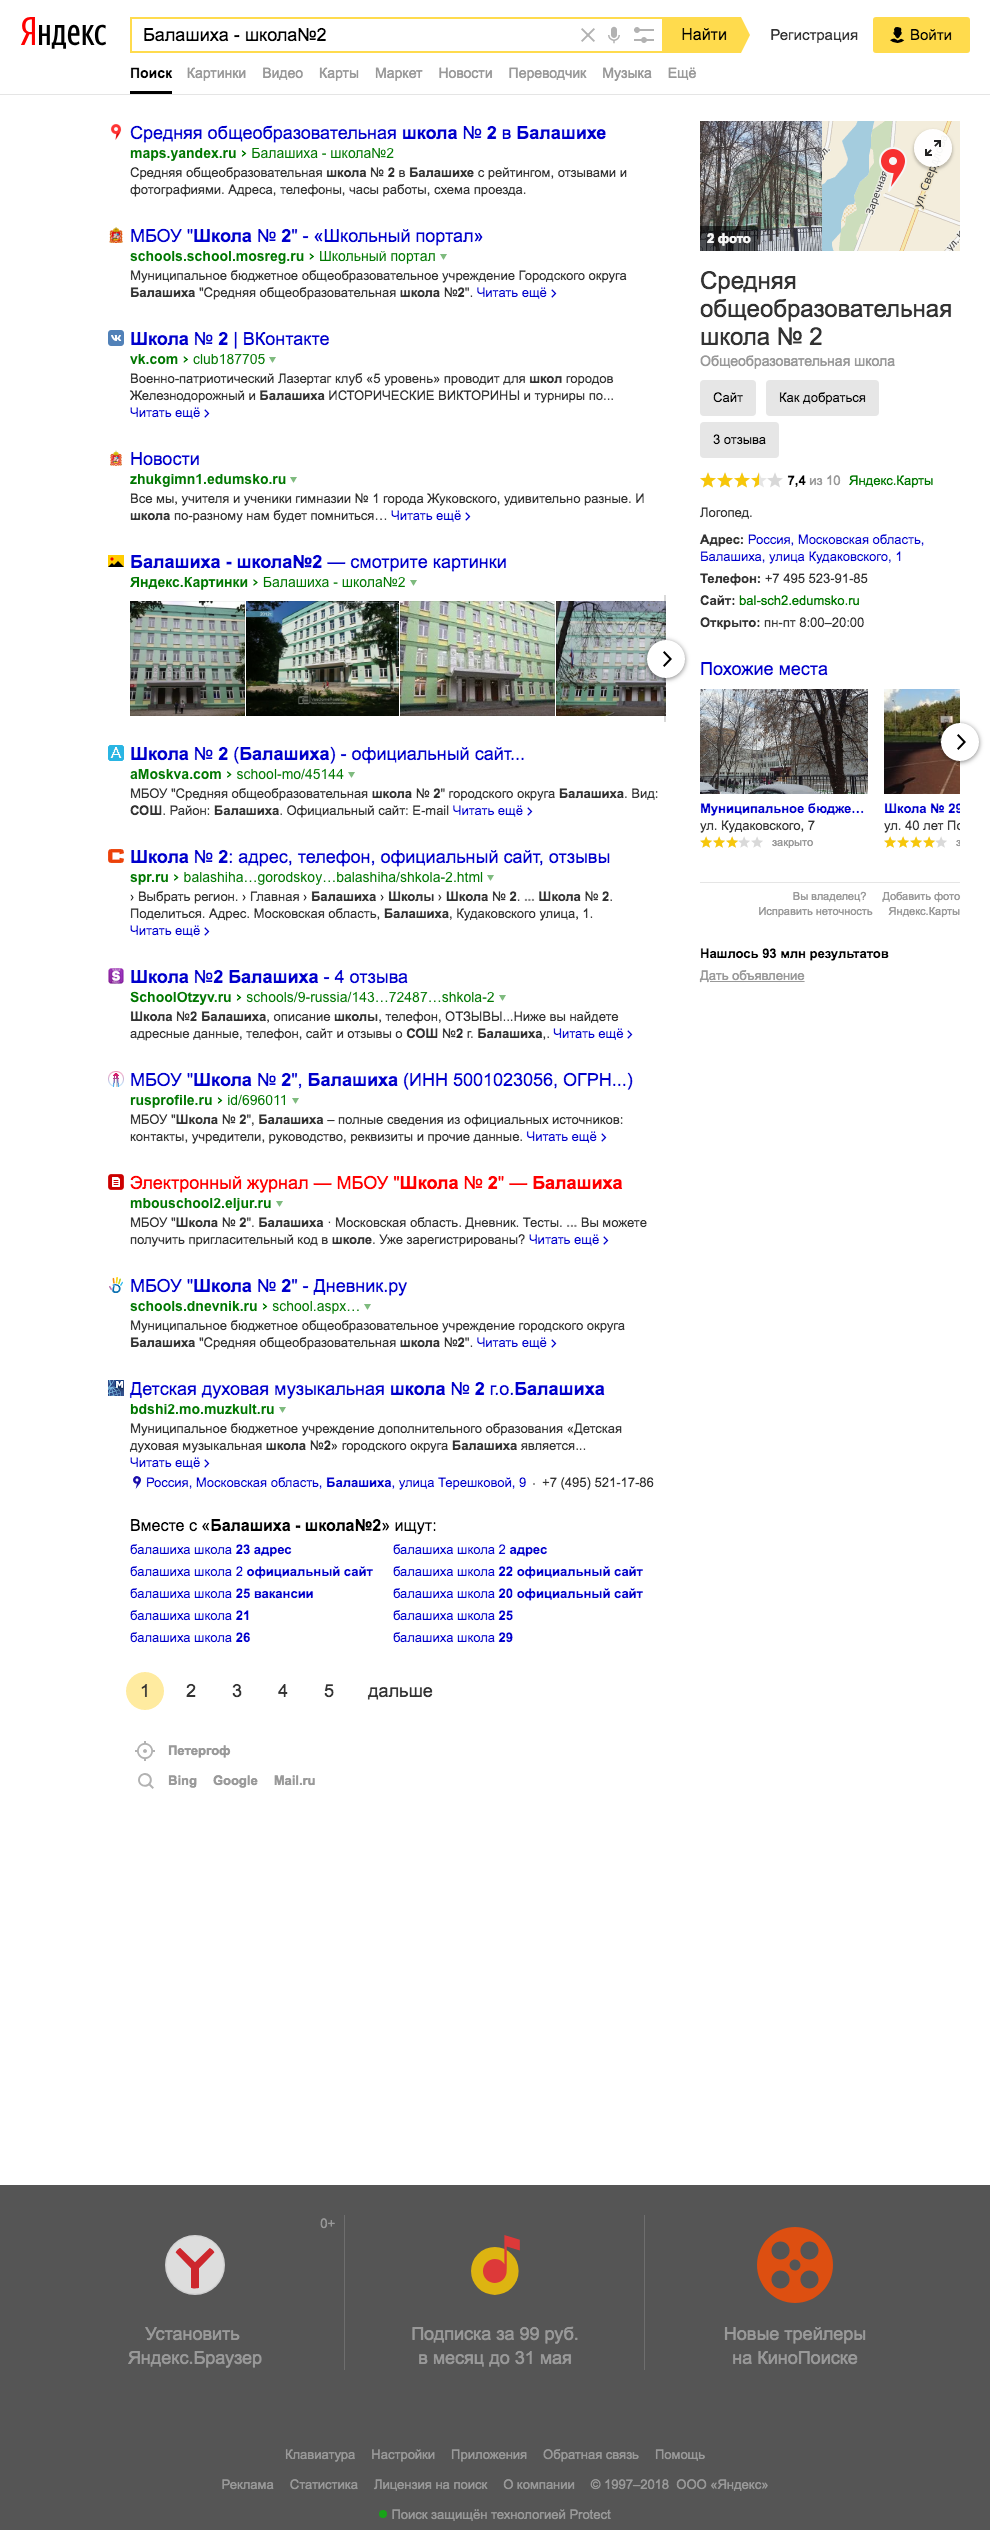 Яндекс
Балашиха - школа№2
Найти
Регистрация
Войти
Поиск Картинки Видео Карты Маркет Новости Переводчик Музыка Ещё
Средняя общеобразовательная школа № 2 в Балашихе
maps.yandex.ru › Балашиха - школа№2
Средняя общеобразовательная школа № 2 в Балашихе с рейтингом, отзывами и
фотографиями. Адреса, телефоны, часы работы, схема проезда.
МБОУ "Школа № 2" - «Школьный портал»
schools.school.mosreg.ru › Школьный портал
Муниципальное бюджетное общеобразовательное учреждение Городского округа
Балашиха "Средняя общеобразовательная школа №2". Читать ещё ›
Школа № 2 | ВКонтакте
vk.com › club187705
Военно-патриотический Лазертаг клуб «5 уровень» проводит для школ городов
Железнодорожный и Балашиха ИСТОРИЧЕСКИЕ ВИКТОРИНЫ и турниры по...
Читать ещё ›
Новости
zhukgimn1.edumsko.ru
Все мы, учителя и ученики гимназии № 1 города Жуковского, удивительно разные. И
школа по-разному нам будет помниться… Читать ещё ›
Балашиха - школа№2 — смотрите картинки
Яндекс.Картинки › Балашиха - школа№2
Школа № 2 (Балашиха) - официальный сайт...
aMoskva.com › school-mo/45144
МБОУ "Средняя общеобразовательная школа № 2" городского округа Балашиха. Вид:
СОШ. Район: Балашиха. Официальный сайт: E-mail Читать ещё ›
Школа № 2: адрес, телефон, официальный сайт, отзывы
spr.ru › balashiha…gorodskoy…balashiha/shkola-2.html
› Выбрать регион. › Главная › Балашиха › Школы › Школа № 2. ... Школа № 2.
Поделиться. Адрес. Московская область, Балашиха, Кудаковского улица, 1.
Читать ещё ›
Школа №2 Балашиха - 4 отзыва
SchoolOtzyv.ru › schools/9-russia/143…72487…shkola-2
Школа №2 Балашиха, описание школы, телефон, ОТЗЫВЫ...Ниже вы найдете
адресные данные, телефон, сайт и отзывы о СОШ №2 г. Балашиха,. Читать ещё ›
МБОУ "Школа № 2", Балашиха (ИНН 5001023056, ОГРН...)
rusprofile.ru › id/696011
МБОУ "Школа № 2", Балашиха – полные сведения из официальных источников:
контакты, учредители, руководство, реквизиты и прочие данные. Читать ещё ›
Электронный журнал — МБОУ "Школа № 2" — Балашиха
mbouschool2.eljur.ru
МБОУ "Школа № 2". Балашиха · Московская область. Дневник. Тесты. ... Вы можете
получить пригласительный код в школе. Уже зарегистрированы? Читать ещё ›
МБОУ "Школа № 2" - Дневник.ру
schools.dnevnik.ru › school.aspx…
Муниципальное бюджетное общеобразовательное учреждение городского округа
Балашиха "Средняя общеобразовательная школа №2". Читать ещё ›
Детская духовая музыкальная школа № 2 г.о.Балашиха
bdshi2.mo.muzkult.ru
Муниципальное бюджетное учреждение дополнительного образования «Детская
духовая музыкальная школа №2» городского округа Балашиха является...
Читать ещё ›
Россия, Московская область, Балашиха, улица Терешковой, 9 · +7 (495) 521-17-86
Вместе с «Балашиха - школа№2» ищут:
балашиха школа 23 адрес
балашиха школа 2 адрес
балашиха школа 2 официальный сайт
балашиха школа 22 официальный сайт
балашиха школа 25 вакансии
балашиха школа 20 официальный сайт
балашиха школа 21
балашиха школа 25
балашиха школа 26
балашиха школа 29
1 2 3 4 5 дальше
Петергоф
Bing Google Mail.ru
2 фото
Заречная
ул. Свер
Средняя
общеобразовательная
школа № 2
Общеобразовательная школа
Сайт
Как добраться
3 отзыва
7,4 из 10 Яндекс.Карты
Логопед.
Адрес: Россия, Московская область,
Балашиха, улица Кудаковского, 1
Телефон: +7 495 523-91-85
Сайт: bal-sch2.edumsko.ru
Открыто: пн-пт 8:00–20:00
Похожие места
Муниципальное бюдже...
ул. Кудаковского, 7
закрыто
Школа № 29
ул. 40 лет По
Вы владелец? Добавить фото
Исправить неточность Яндекс.Карты
Нашлось 93 млн результатов
Дать объявление
0+
Установить
Яндекс.Браузер
Подписка за 99 руб.
в месяц до 31 мая
Новые трейлеры
на КиноПоиске
Клавиатура Настройки Приложения Обратная связь Помощь
Реклама Статистика Лицензия на поиск О компании © 1997–2018 ООО «Яндекс»
Поиск защищён технологией Protect